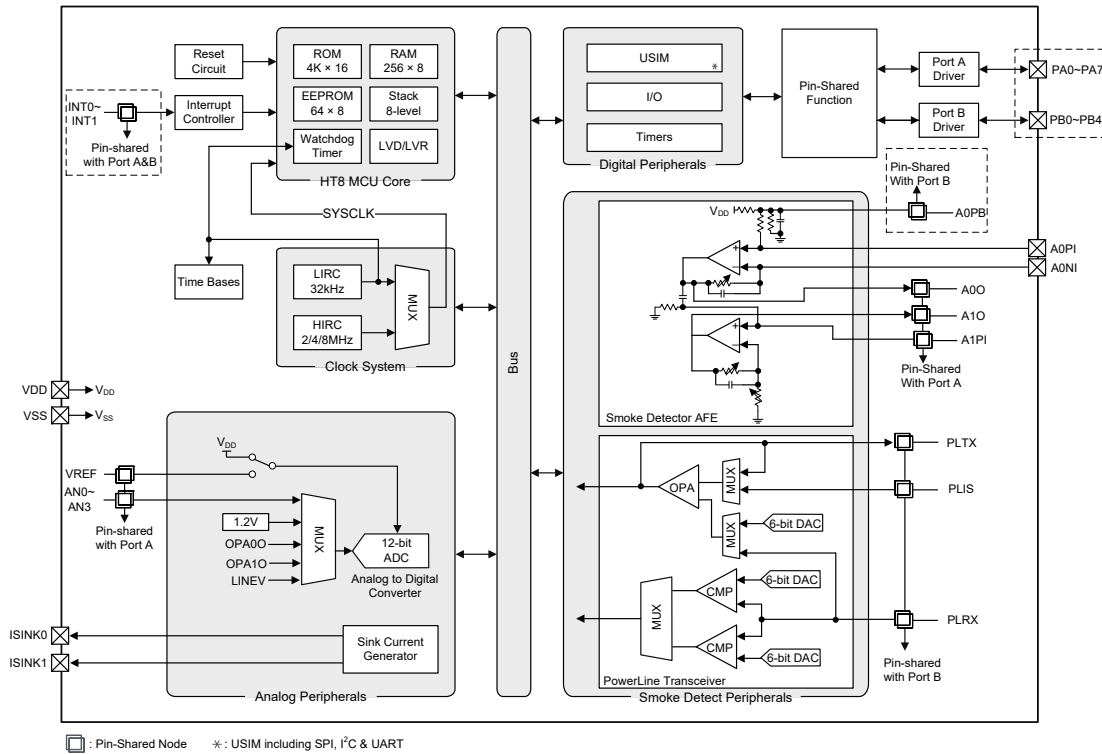 Reset
Circuit
INT0~
INT1
Interrupt
Controller
Pin-shared
with Port A&B
ROM
4K × 16
RAM
256 × 8
EEPROM
64 × 8
Stack
8-level
Watchdog
Timer
LVD/LVR
HT8 MCU Core
SYSCLK
Time Bases
LIRC
32kHz
HIRC
2/4/8MHz
MUX
Clock System
Bus
USIM
*
I/O
Timers
Digital Peripherals
Pin-Shared
Function
Port A
Driver
Port B
Driver
PA0~PA7
PB0~PB4
Pin-Shared
With Port B
A0PB
VDD
+
−
A0PI
A0NI
A0O
A1O
A1PI
+
−
Pin-Shared
With Port A
Smoke Detector AFE
VDD
VDD
VSS
VSS
VREF
AN0~
AN3
Pin-shared
with Port A
VDD
1.2V
OPA0O
OPA1O
LINEV
MUX
12-bit
ADC
Analog to Digital
Converter
ISINK0
ISINK1
Sink Current
Generator
Analog Peripherals
OPA
MUX
MUX
6-bit DAC
PLTX
PLIS
MUX
CMP
6-bit DAC
CMP
6-bit DAC
PLRX
Pin-shared
with Port B
PowerLine Transceiver
Smoke Detect Peripherals
: Pin-Shared Node
* : USIM including SPI, I²C & UART